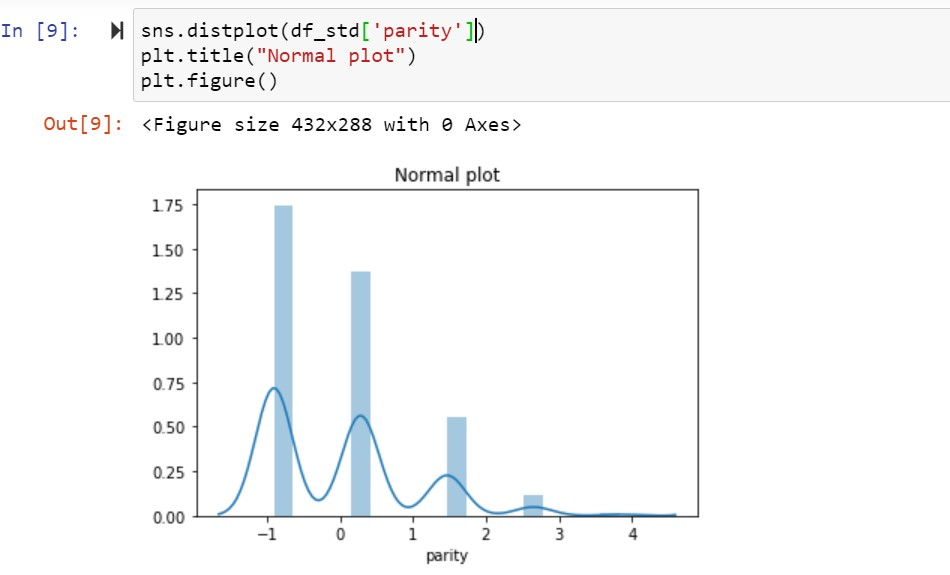 In [9]: sns.distplot(df_std['parity'])
plt.title("Normal plot")
plt.figure()
Out[9]: <Figure size 432x288 with 0 Axes>
Normal plot
1.75
1.50
1.25
1.00
0.75
0.50
0.25
0.00
−1 0 1 2 3 4
parity